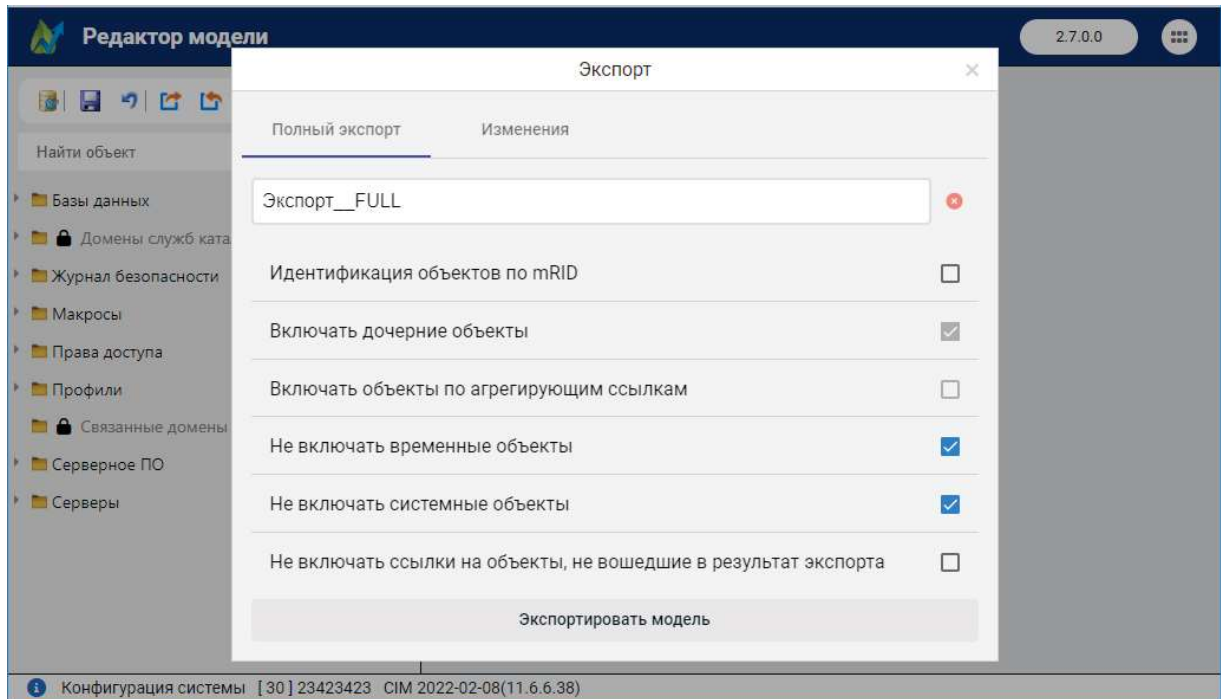 Редактор модели
2.7.0.0
Экспорт
Полный экспорт
Изменения
Найти объект
Экспорт__FULL
Базы данных
Домены служб ката
Журнал безопасности
Макросы
Права доступа
Профили
Связанные домены
Серверное ПО
Серверы
Идентификация объектов по mRID
Включать дочерние объекты
Включать объекты по агрегирующим ссылкам
Не включать временные объекты
Не включать системные объекты
Не включать ссылки на объекты, не вошедшие в результат экспорта
Экспортировать модель
Конфигурация системы [ 30 ] 23423423 CIM 2022-02-08(11.6.6.38)